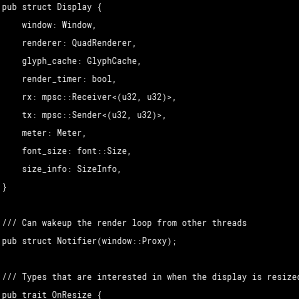 pub struct Display {
    window: Window,
    renderer: QuadRenderer,
    glyph_cache: GlyphCache,
    render_timer: bool,
    rx: mpsc::Receiver<(u32, u32)>,
    tx: mpsc::Sender<(u32, u32)>,
    meter: Meter,
    font_size: font::Size,
    size_info: SizeInfo,
}
/// Can wakeup the render loop from other threads
pub struct Notifier(window::Proxy);
/// Types that are interested in when the display is resized
pub trait OnResize {